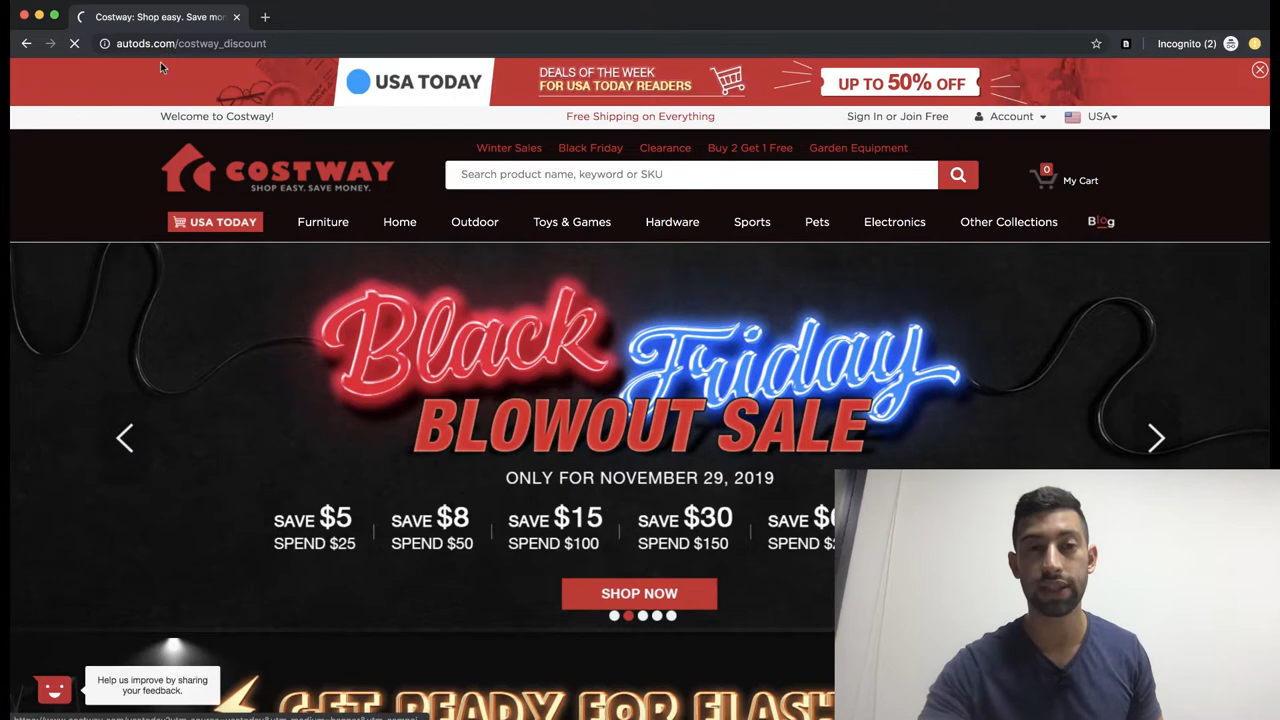 Costway: Shop easy. Save mon
autods.com/costway_discount
Incognito (2)
USA TODAY
DEALS OF THE WEEK
FOR USA TODAY READERS
UP TO 50% OFF
Welcome to Costway!
Free Shipping on Everything
Sign In or Join Free
Account
USA
Winter Sales
Black Friday
Clearance
Buy 2 Get 1 Free
Garden Equipment
COSTWAY
SHOP EASY. SAVE MONEY.
Search product name, keyword or SKU
0
My Cart
USA TODAY
Furniture
Home
Outdoor
Toys & Games
Hardware
Sports
Pets
Electronics
Other Collections
Blog
Black Friday
BLOWOUT SALE
ONLY FOR NOVEMBER 29, 2019
SAVE $5
SPEND $25
SAVE $8
SPEND $50
SAVE $15
SPEND $100
SAVE $30
SPEND $150
SAVE
SPEND
SHOP NOW
Help us improve by sharing
your feedback.
GET READY FOR FLASH